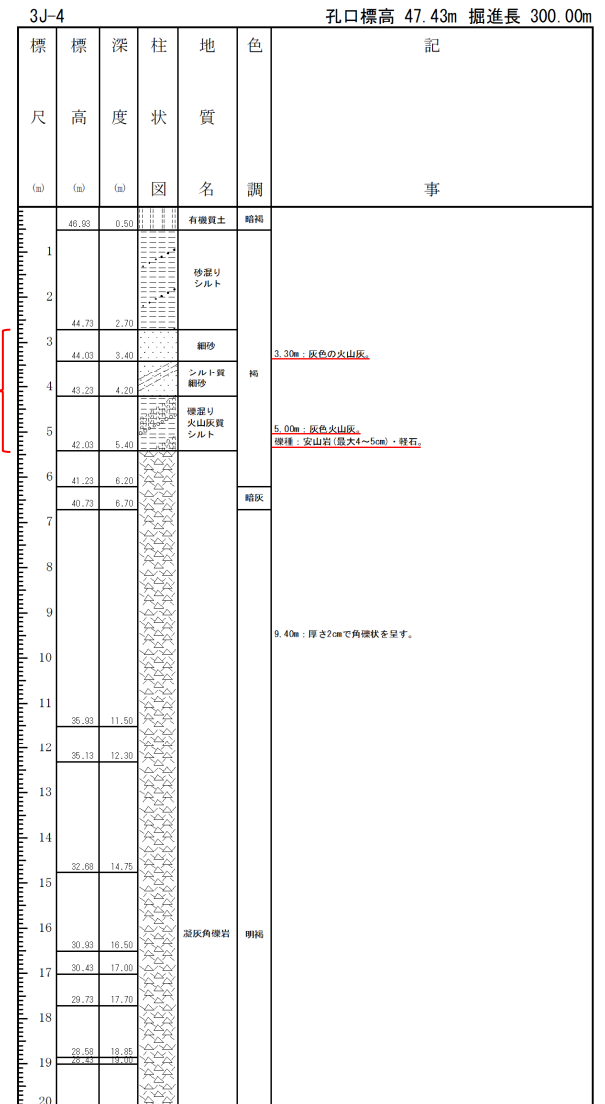 3J-4
孔口標高 47.43m 掘進長 300.00m
標尺(m)
標高(m)
深度(m)
柱状図
地質名
色調
記事
46.93 0.50 有機質土 暗褐
1
砂混り
シルト
2
44.73 2.70
3
細砂
44.03 3.40
3.30m：灰色の火山灰。
シルト質
細砂
褐
4
43.23 4.20
礫混り
火山灰質
シルト
5
5.00m：灰色火山灰。
礫種：安山岩(最大4～5cm)・軽石。
42.03 5.40
6
41.23 6.20
暗灰
40.73 6.70
7
8
9
9.40m：厚さ2cmで角礫状を呈す。
10
11
35.93 11.50
12
35.13 12.30
13
14
32.68 14.75
15
16
凝灰角礫岩 明褐
30.93 16.50
30.43 17.00
17
29.73 17.70
18
28.58 18.85
28.43 19.00
19
20